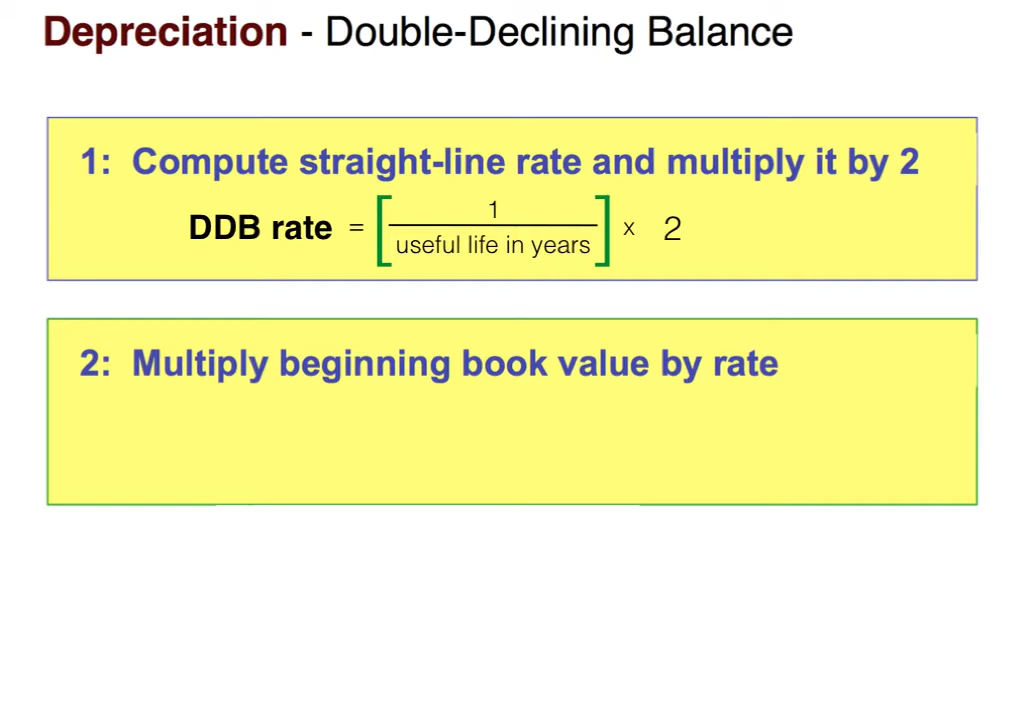 Depreciation - Double-Declining Balance
1: Compute straight-line rate and multiply it by 2
DDB rate = [ 1 / useful life in years ] x 2
2: Multiply beginning book value by rate